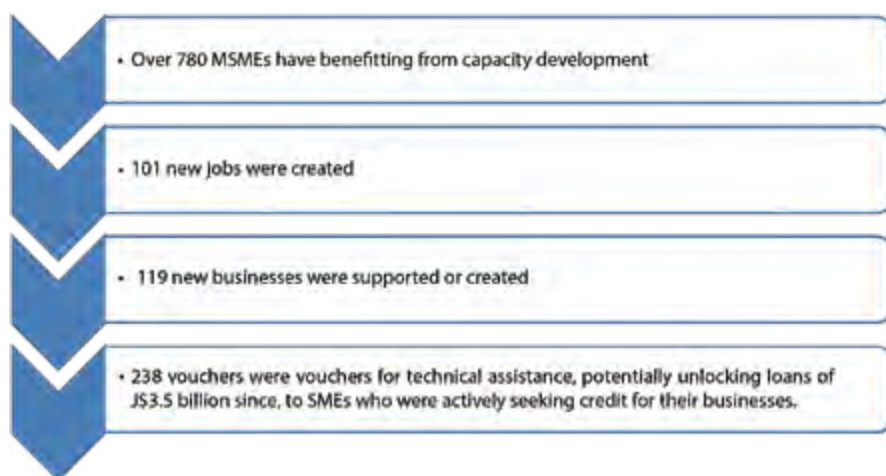 • Over 780 MSMEs have benefitting from capacity development
• 101 new jobs were created
• 119 new businesses were supported or created
• 238 vouchers were vouchers for technical assistance, potentially unlocking loans of
J$3.5 billion since, to SMEs who were actively seeking credit for their businesses.